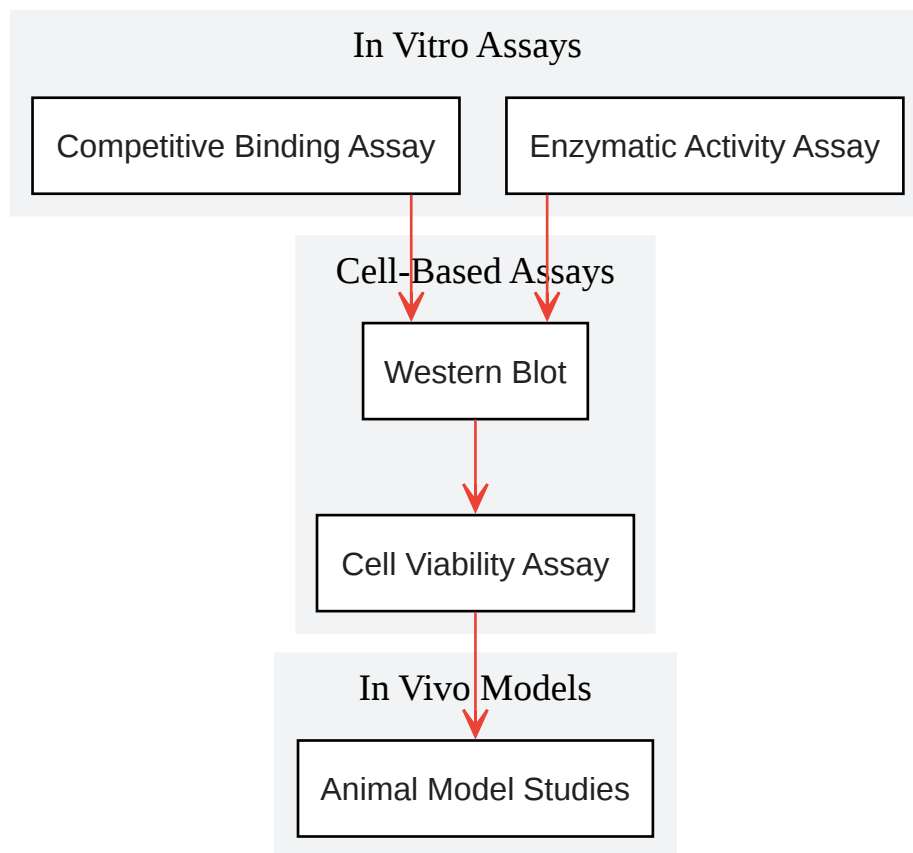 In Vitro Assays
Competitive Binding Assay
Enzymatic Activity Assay
Cell-Based Assays
Western Blot
Cell Viability Assay
In Vivo Models
Animal Model Studies